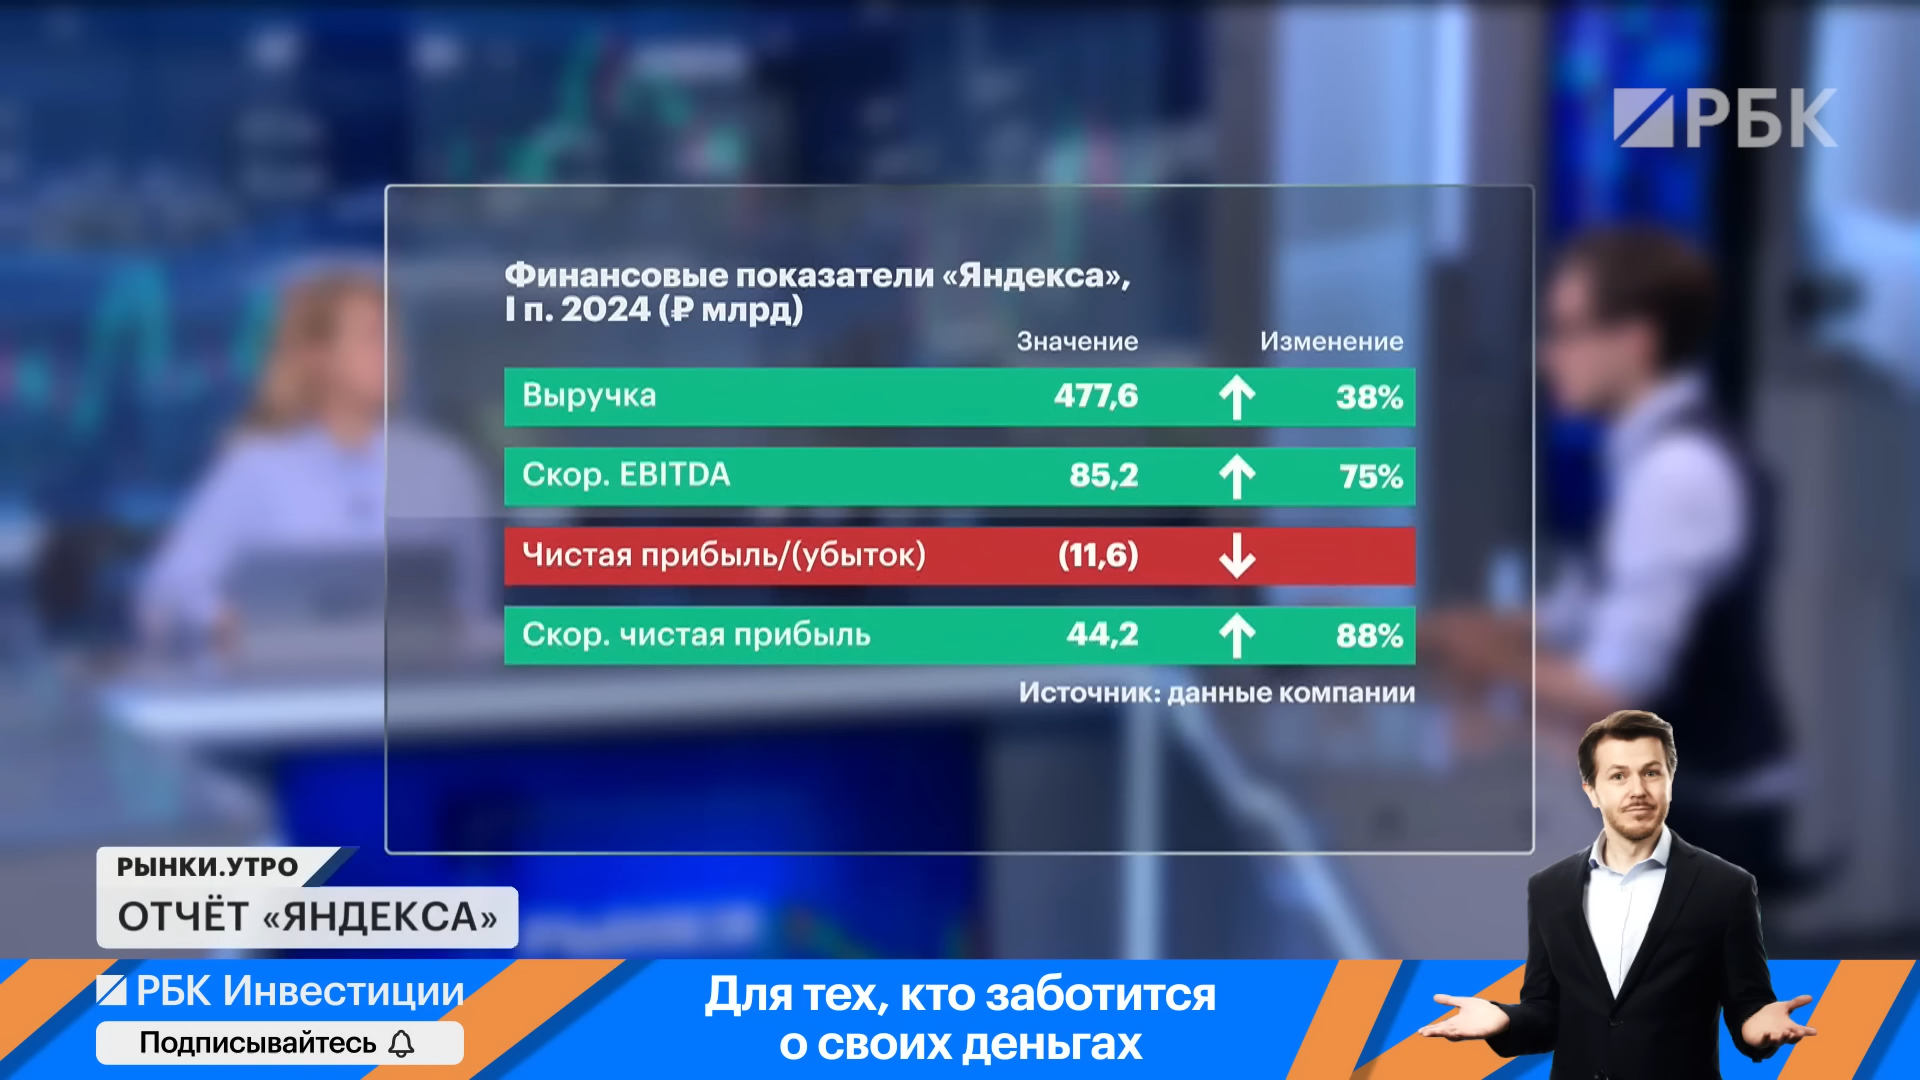 РБК
Финансовые показатели «Яндекса»,
I п. 2024 (₽ млрд)
Значение Изменение
Выручка 477,6 ↑ 38%
Скор. EBITDA 85,2 ↑ 75%
Чистая прибыль/(убыток) (11,6) ↓
Скор. чистая прибыль 44,2 ↑ 88%
Источник: данные компании
РЫНКИ.УТРО
ОТЧЁТ «ЯНДЕКСА»
РБК Инвестиции
Подписывайтесь
Для тех, кто заботится
о своих деньгах